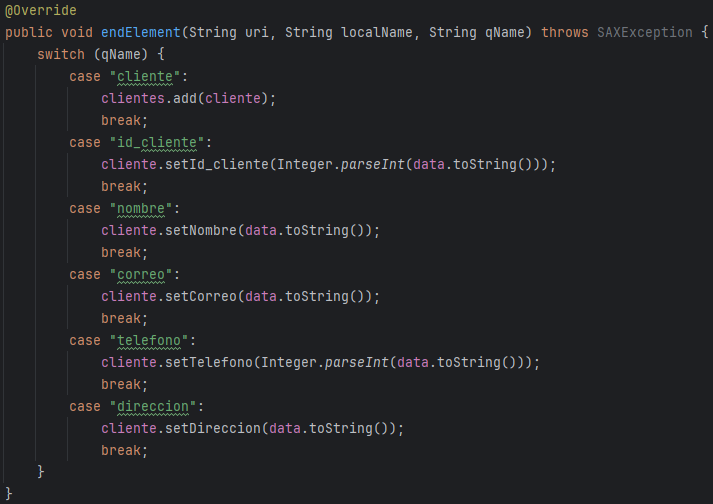 @Override
public void endElement(String uri, String localName, String qName) throws SAXException {
    switch (qName) {
        case "cliente":
            clientes.add(cliente);
            break;
        case "id_cliente":
            cliente.setId_cliente(Integer.parseInt(data.toString()));
            break;
        case "nombre":
            cliente.setNombre(data.toString());
            break;
        case "correo":
            cliente.setCorreo(data.toString());
            break;
        case "telefono":
            cliente.setTelefono(Integer.parseInt(data.toString()));
            break;
        case "direccion":
            cliente.setDireccion(data.toString());
            break;
    }
}